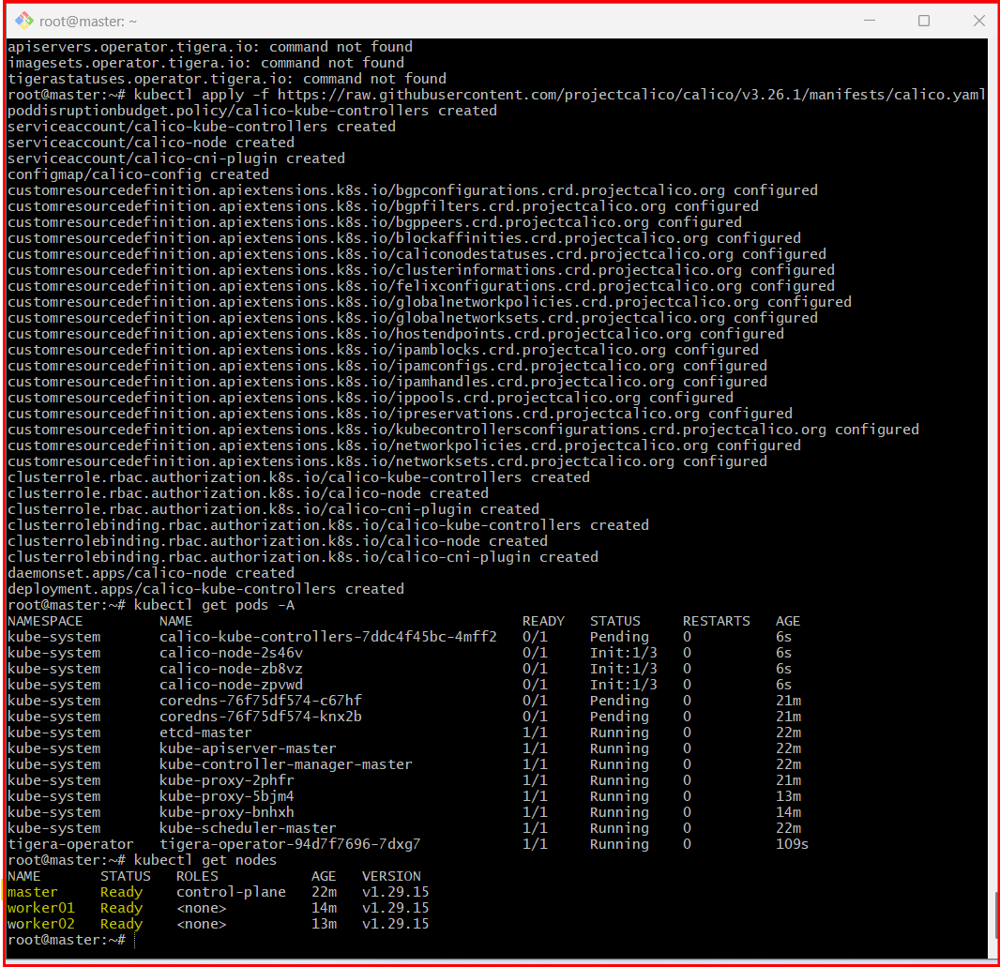 root@master: ~
apiservers.operator.tigera.io: command not found
imagesets.operator.tigera.io: command not found
tigerastatuses.operator.tigera.io: command not found
root@master:~# kubectl apply -f https://raw.githubusercontent.com/projectcalico/calico/v3.26.1/manifests/calico.yaml
poddisruptionbudget.policy/calico-kube-controllers created
serviceaccount/calico-kube-controllers created
serviceaccount/calico-node created
serviceaccount/calico-cni-plugin created
configmap/calico-config created
customresourcedefinition.apiextensions.k8s.io/bgpconfigurations.crd.projectcalico.org configured
customresourcedefinition.apiextensions.k8s.io/bgpfilters.crd.projectcalico.org configured
customresourcedefinition.apiextensions.k8s.io/bgppeers.crd.projectcalico.org configured
customresourcedefinition.apiextensions.k8s.io/blockaffinities.crd.projectcalico.org configured
customresourcedefinition.apiextensions.k8s.io/caliconodestatuses.crd.projectcalico.org configured
customresourcedefinition.apiextensions.k8s.io/clusterinformations.crd.projectcalico.org configured
customresourcedefinition.apiextensions.k8s.io/felixconfigurations.crd.projectcalico.org configured
customresourcedefinition.apiextensions.k8s.io/globalnetworkpolicies.crd.projectcalico.org configured
customresourcedefinition.apiextensions.k8s.io/globalnetworksets.crd.projectcalico.org configured
customresourcedefinition.apiextensions.k8s.io/hostendpoints.crd.projectcalico.org configured
customresourcedefinition.apiextensions.k8s.io/ipamblocks.crd.projectcalico.org configured
customresourcedefinition.apiextensions.k8s.io/ipamconfigs.crd.projectcalico.org configured
customresourcedefinition.apiextensions.k8s.io/ipamhandles.crd.projectcalico.org configured
customresourcedefinition.apiextensions.k8s.io/ippools.crd.projectcalico.org configured
customresourcedefinition.apiextensions.k8s.io/ipreservations.crd.projectcalico.org configured
customresourcedefinition.apiextensions.k8s.io/kubecontrollersconfigurations.crd.projectcalico.org configured
customresourcedefinition.apiextensions.k8s.io/networkpolicies.crd.projectcalico.org configured
customresourcedefinition.apiextensions.k8s.io/networksets.crd.projectcalico.org configured
clusterrole.rbac.authorization.k8s.io/calico-kube-controllers created
clusterrole.rbac.authorization.k8s.io/calico-node created
clusterrole.rbac.authorization.k8s.io/calico-cni-plugin created
clusterrolebinding.rbac.authorization.k8s.io/calico-kube-controllers created
clusterrolebinding.rbac.authorization.k8s.io/calico-node created
clusterrolebinding.rbac.authorization.k8s.io/calico-cni-plugin created
daemonset.apps/calico-node created
deployment.apps/calico-kube-controllers created
root@master:~# kubectl get pods -A
NAMESPACE         NAME                                       READY   STATUS     RESTARTS   AGE
kube-system       calico-kube-controllers-7ddc4f45bc-4mff2   0/1     Pending    0          6s
kube-system       calico-node-2s46v                          0/1     Init:1/3   0          6s
kube-system       calico-node-zb8vz                          0/1     Init:1/3   0          6s
kube-system       calico-node-zpvwd                          0/1     Init:1/3   0          6s
kube-system       coredns-76f75df574-c67hf                   0/1     Pending    0          21m
kube-system       coredns-76f75df574-knx2b                   0/1     Pending    0          21m
kube-system       etcd-master                                1/1     Running    0          22m
kube-system       kube-apiserver-master                      1/1     Running    0          22m
kube-system       kube-controller-manager-master             1/1     Running    0          22m
kube-system       kube-proxy-2phfr                           1/1     Running    0          21m
kube-system       kube-proxy-5bjm4                           1/1     Running    0          13m
kube-system       kube-proxy-bnhxh                           1/1     Running    0          14m
kube-system       kube-scheduler-master                      1/1     Running    0          22m
tigera-operator   tigera-operator-94d7f7696-7dxg7            1/1     Running    0          109s
root@master:~# kubectl get nodes
NAME       STATUS   ROLES           AGE   VERSION
master     Ready    control-plane   22m   v1.29.15
worker01   Ready    <none>          14m   v1.29.15
worker02   Ready    <none>          13m   v1.29.15
root@master:~#